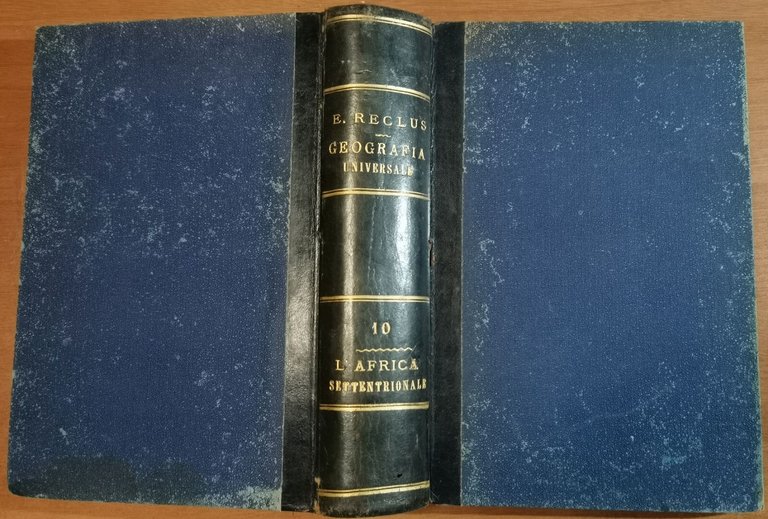 E. RECLUS
GEOGRAFIA
UNIVERSALE
10
L'AFRICA
SETTENTRIONALE